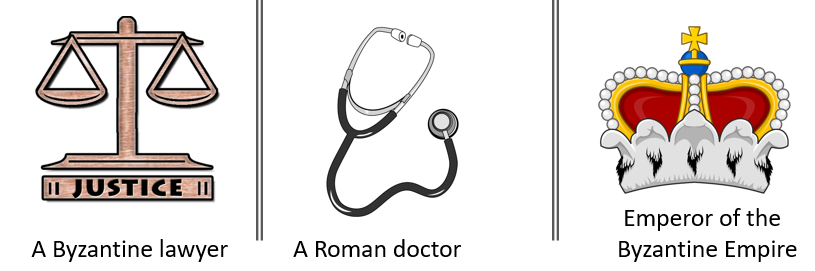 JUSTICE
A Byzantine lawyer
A Roman doctor
Emperor of the
Byzantine Empire